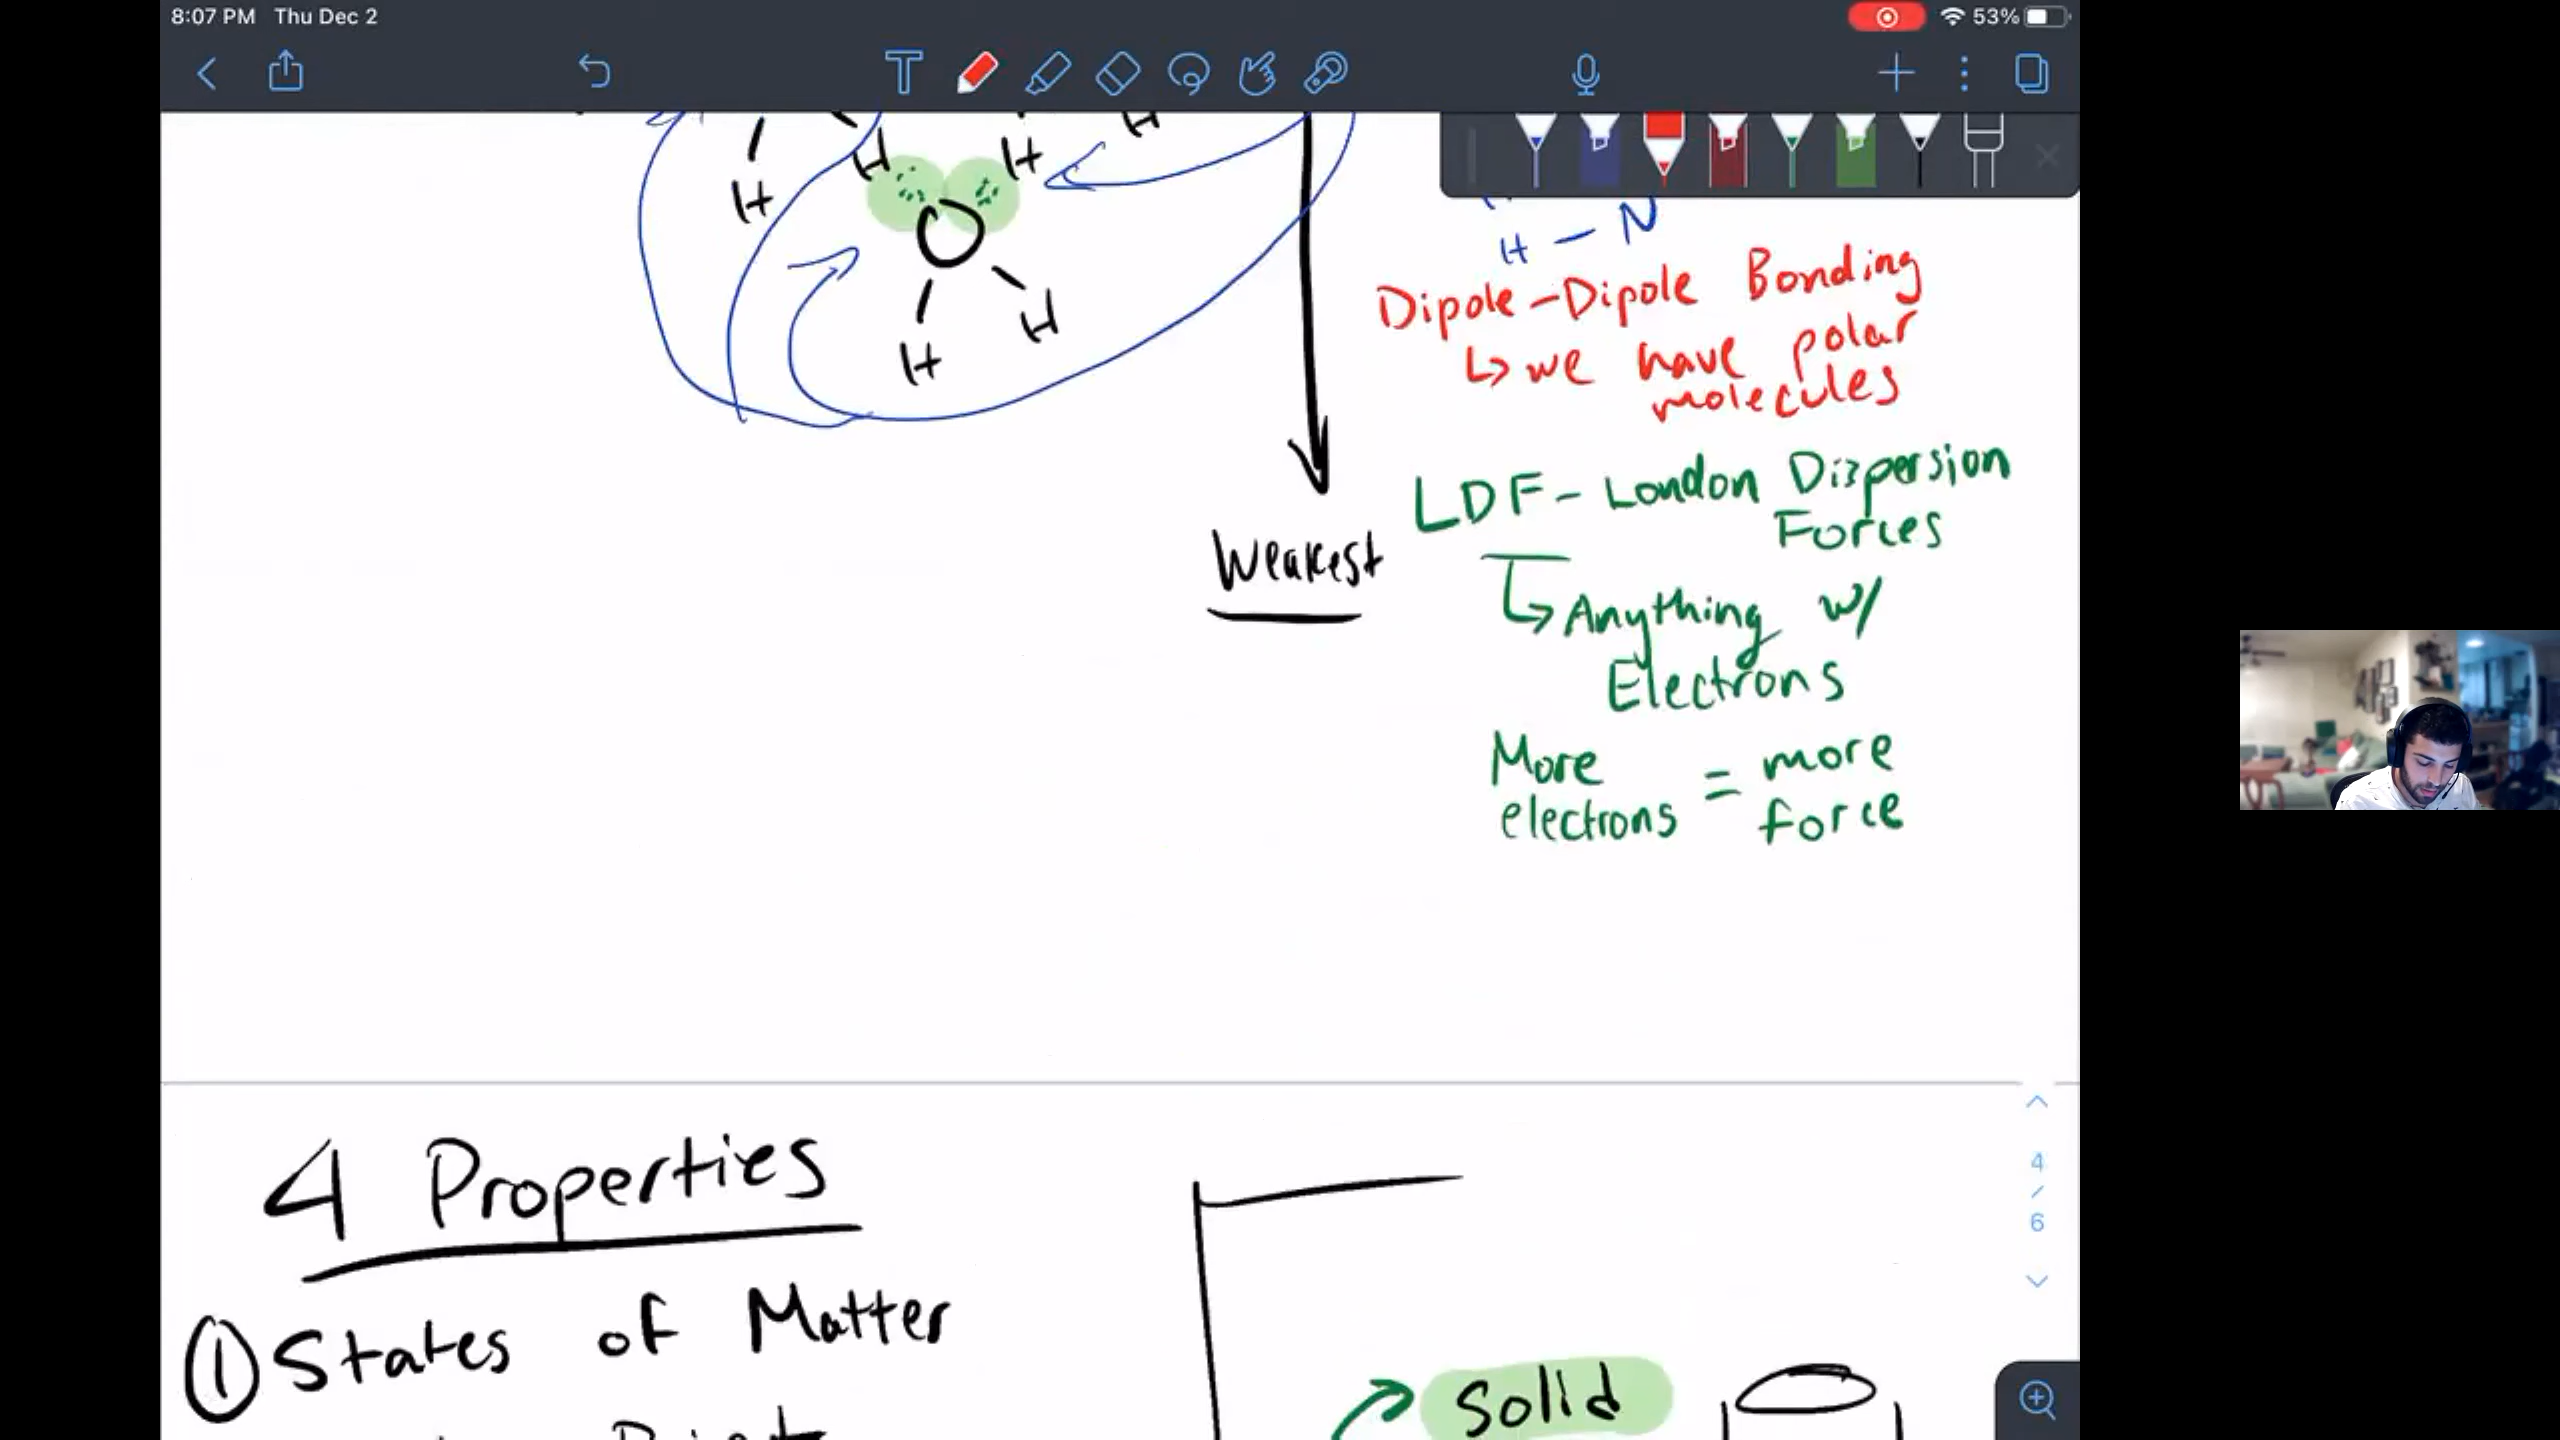 8:07 PM Thu Dec 2
53%
T
H
H
H
H
O
H
H
H - N
Dipole - Dipole Bonding
↳ we have polar
molecules
LDF - London Dispersion
Forces
↳ Anything w/
Electrons
More electrons = more force
Weakest
4 Properties
① States of Matter
Solid
4
/
6